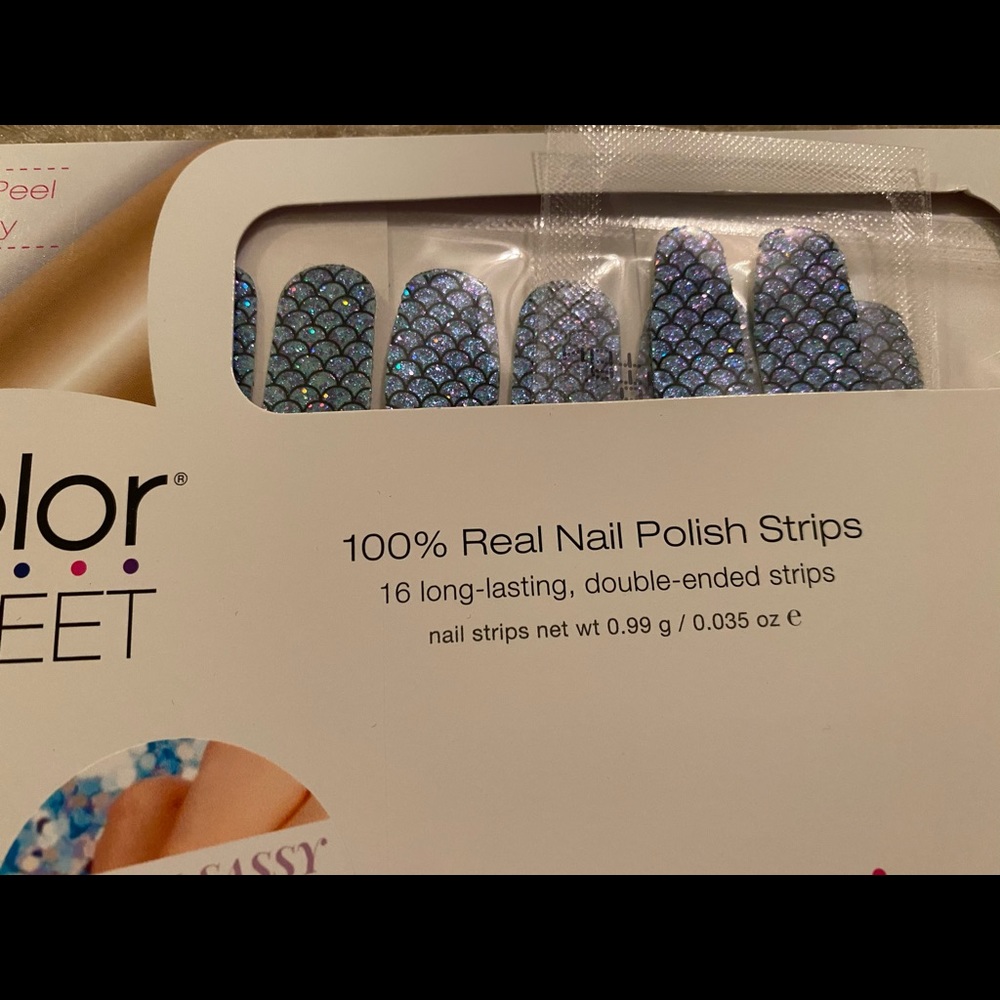 Peel
y
olor®
EET
100% Real Nail Polish Strips
16 long-lasting, double-ended strips
nail strips net wt 0.99 g / 0.035 oz ℮
SASSY